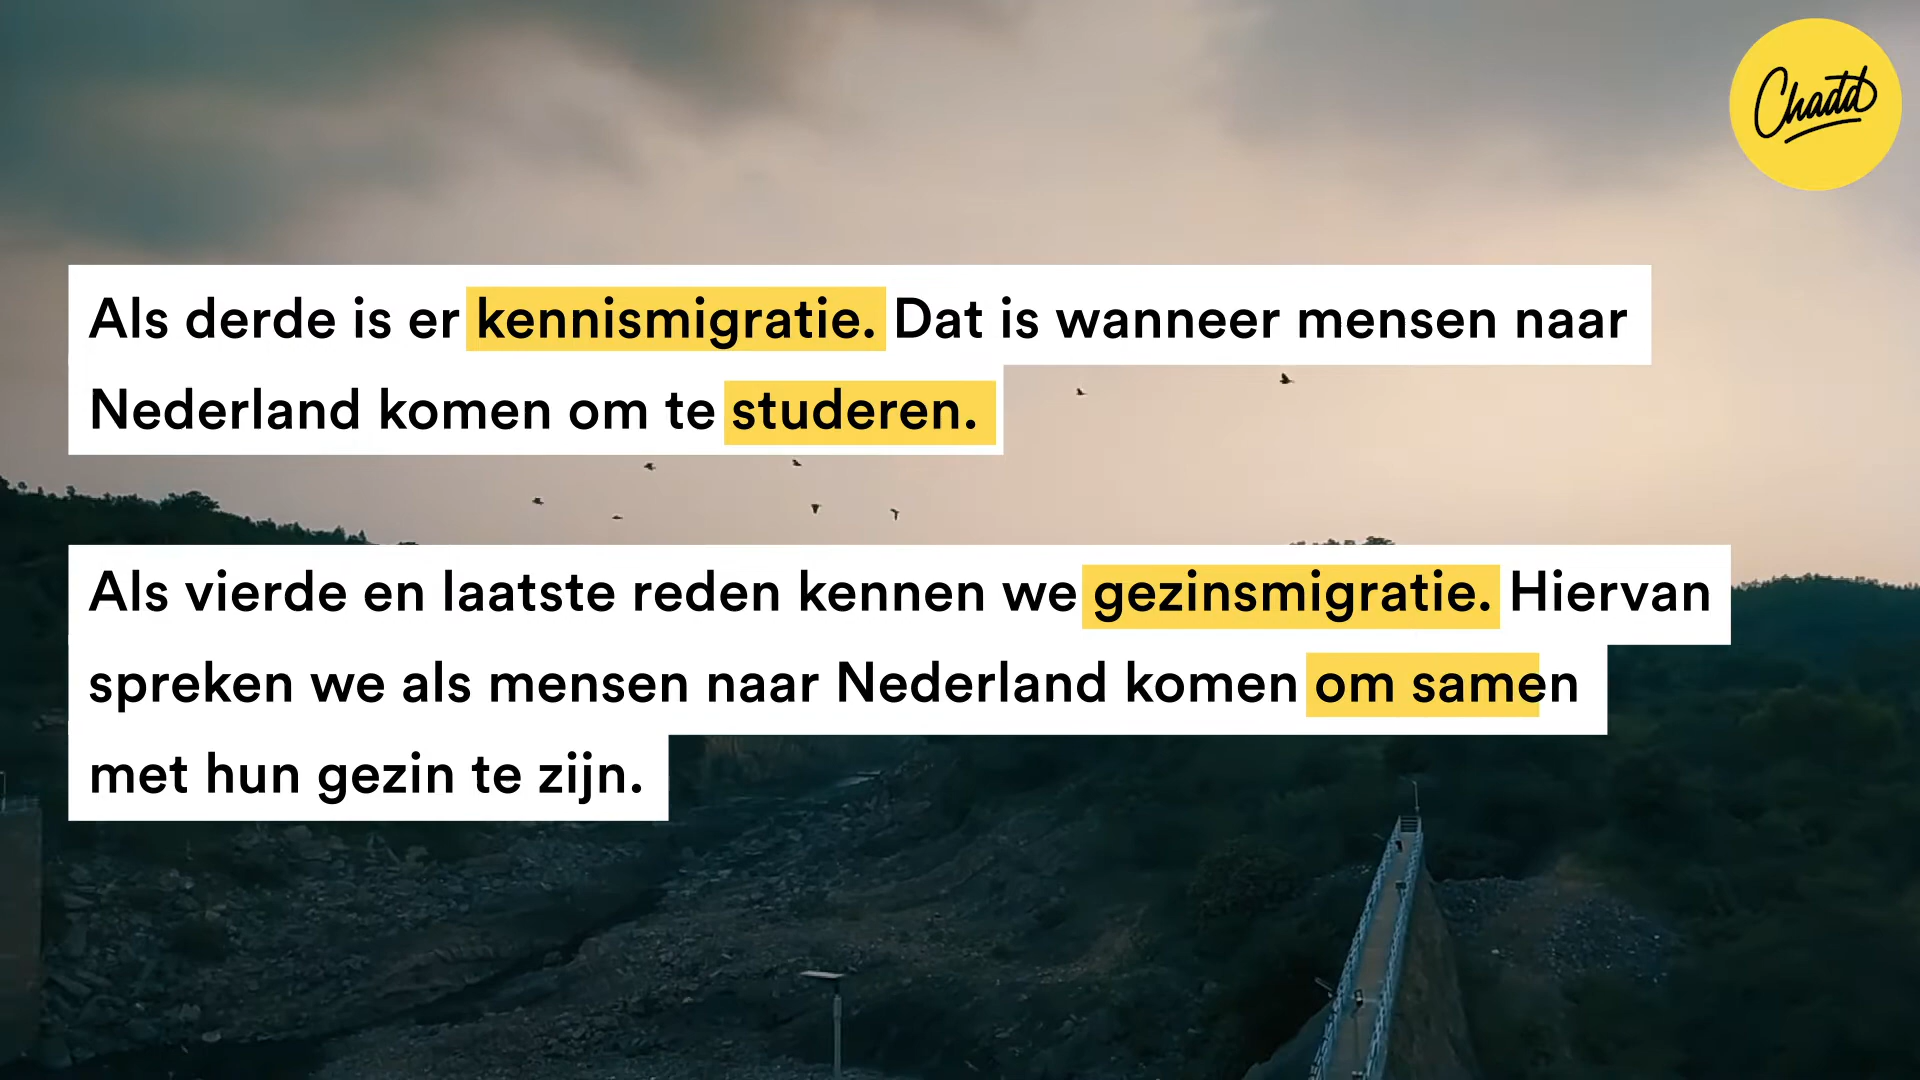 Chadd
Als derde is er kennismigratie. Dat is wanneer mensen naar
Nederland komen om te studeren.
Als vierde en laatste reden kennen we gezinsmigratie. Hiervan
spreken we als mensen naar Nederland komen om samen
met hun gezin te zijn.